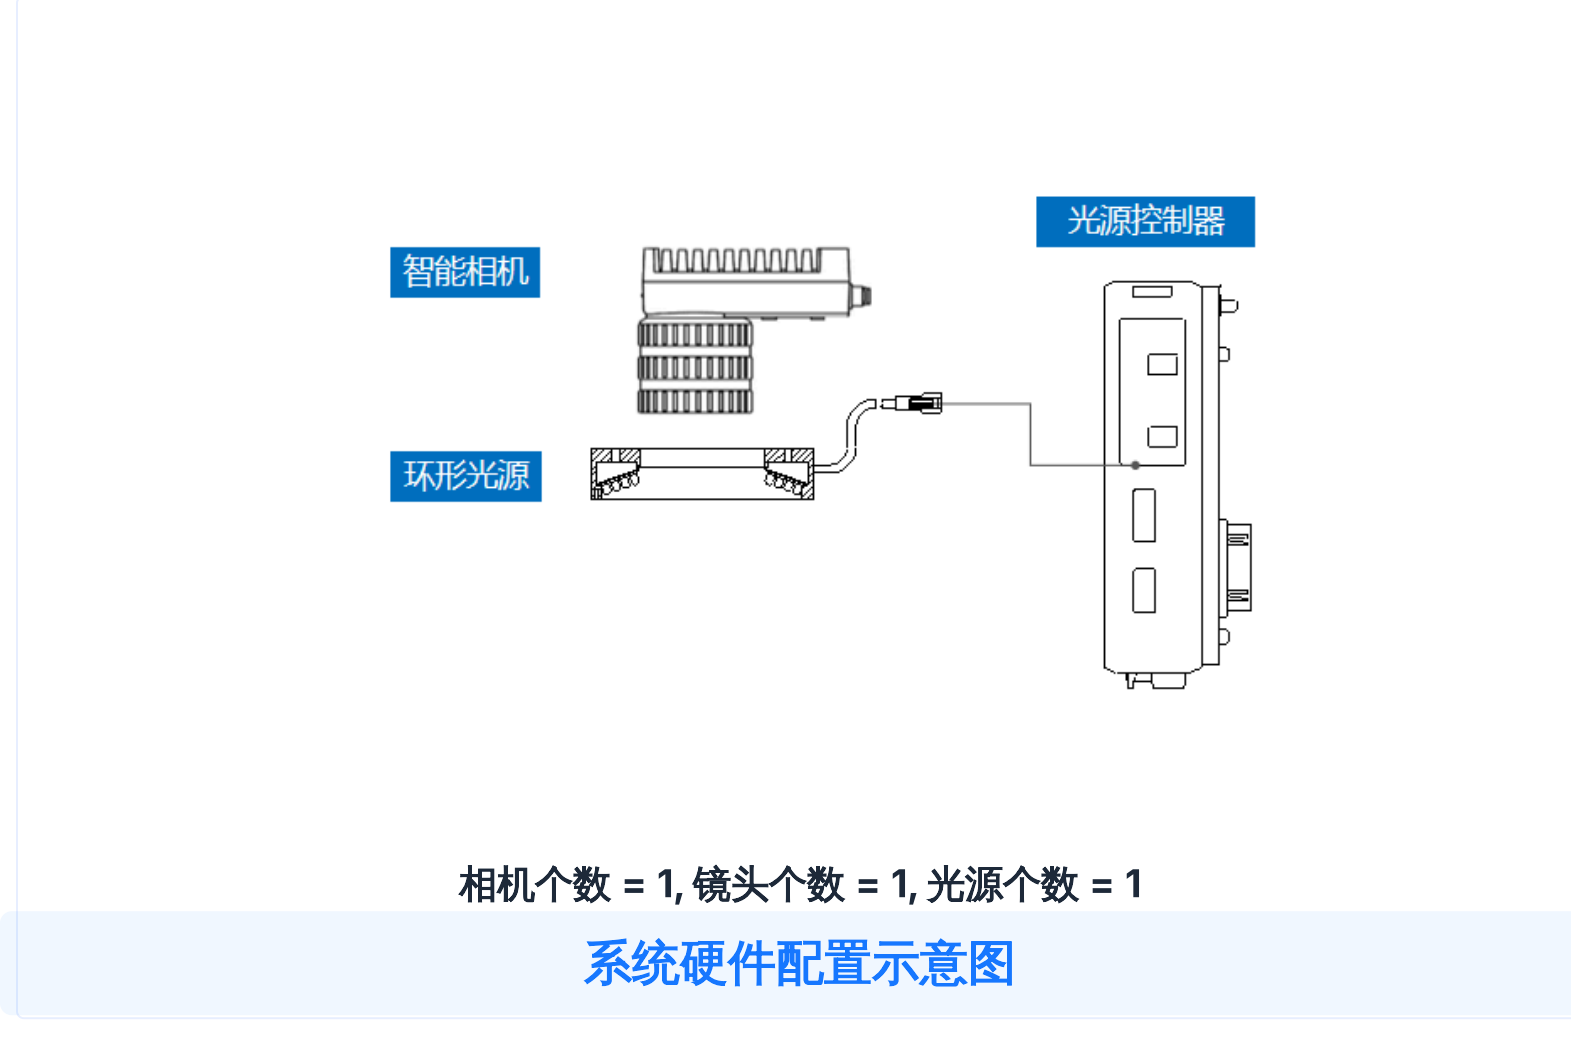 光源控制器
智能相机
环形光源
相机个数 = 1, 镜头个数 = 1, 光源个数 = 1
系统硬件配置示意图